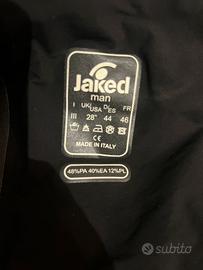 Jaked
man
I UK/USA D/ES FR
III 28" 44 46
CE
MADE IN ITALY
48%PA 40%EA 12%PL
subito